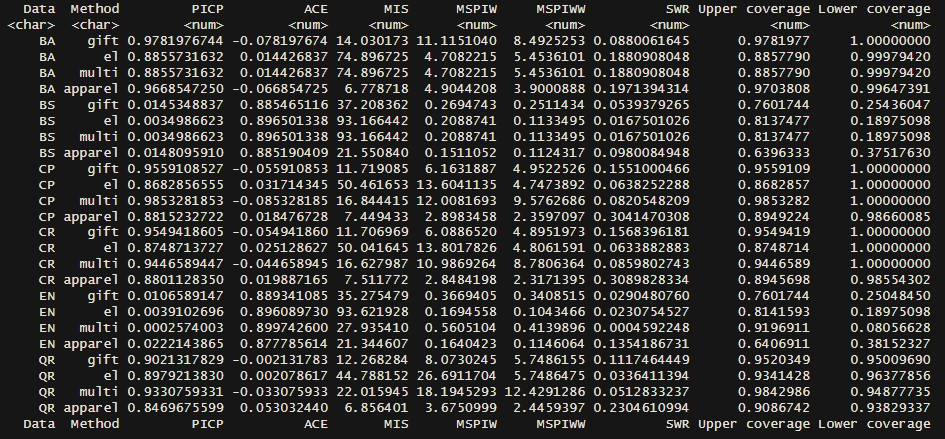 Data Method PICP ACE MIS MSPIW MSPIWW SWR Upper coverage Lower coverage
<char> <char> <num> <num> <num> <num> <num> <num> <num> <num>
BA gift 0.9781976744 -0.078197674 14.030173 11.1151040 8.4925253 0.0880061645 0.9781977 1.00000000
BA el 0.8855731632 0.014426837 74.896725 4.7082215 5.4536101 0.1880908048 0.8857790 0.99979420
BA multi 0.8855731632 0.014426837 74.896725 4.7082215 5.4536101 0.1880908048 0.8857790 0.99979420
BA apparel 0.9668547250 -0.066854725 6.778718 4.9044208 3.9000888 0.1971394314 0.9703808 0.99647391
BS gift 0.0145348837 0.885465116 37.208362 0.2694743 0.2511434 0.0539379265 0.7601744 0.25436047
BS el 0.0034986623 0.896501338 93.166442 0.2088741 0.1133495 0.0167501026 0.8137477 0.18975098
BS multi 0.0034986623 0.896501338 93.166442 0.2088741 0.1133495 0.0167501026 0.8137477 0.18975098
BS apparel 0.0148095910 0.885190409 21.550840 0.1511052 0.1124317 0.0980084948 0.6396333 0.37517630
CP gift 0.9559108527 -0.055910853 11.719085 6.1631887 4.9522526 0.1551000466 0.9559109 1.00000000
CP el 0.8682856555 0.031714345 50.461653 13.6041135 4.7473892 0.0638252288 0.8682857 1.00000000
CP multi 0.9853281853 -0.085328185 16.844415 12.0081693 9.5762686 0.0820548209 0.9853282 1.00000000
CP apparel 0.8815232722 0.018476728 7.449433 2.8983458 2.3597097 0.3041470308 0.8949224 0.98660085
CR gift 0.9549418605 -0.054941860 11.706969 6.0886520 4.8951973 0.1568396181 0.9549419 1.00000000
CR el 0.8748713727 0.025128627 50.041645 13.8017826 4.8061591 0.0633882883 0.8748714 1.00000000
CR multi 0.9446589447 -0.044658945 16.627987 10.9869264 8.7806364 0.0859802743 0.9446589 1.00000000
CR apparel 0.8801128350 0.019887165 7.511772 2.8484198 2.3171395 0.3089828334 0.8945698 0.98554302
EN gift 0.0106589147 0.889341085 35.275479 0.3669405 0.3408515 0.0290480760 0.7601744 0.25048450
EN el 0.0039102696 0.896089730 93.621928 0.1694558 0.1043466 0.0230754527 0.8141593 0.18975098
EN multi 0.0002574003 0.899742600 27.935410 0.5605104 0.4139896 0.0004592248 0.9196911 0.08056628
EN apparel 0.0222143865 0.877785614 21.344607 0.1640423 0.1146064 0.1354186731 0.6406911 0.38152327
QR gift 0.9021317829 -0.002131783 12.268284 8.0730245 5.7486155 0.1117464449 0.9520349 0.95009690
QR el 0.8979213830 0.002078617 44.788152 26.6911704 5.7486475 0.0336411394 0.9341428 0.96377856
QR multi 0.9330759331 -0.033075933 22.015945 18.1945293 12.4291286 0.0512833237 0.9842986 0.94877735
QR apparel 0.8469675599 0.053032440 6.856401 3.6750999 2.4459397 0.2304610994 0.9086742 0.93829337
Data Method PICP ACE MIS MSPIW MSPIWW SWR Upper coverage Lower coverage